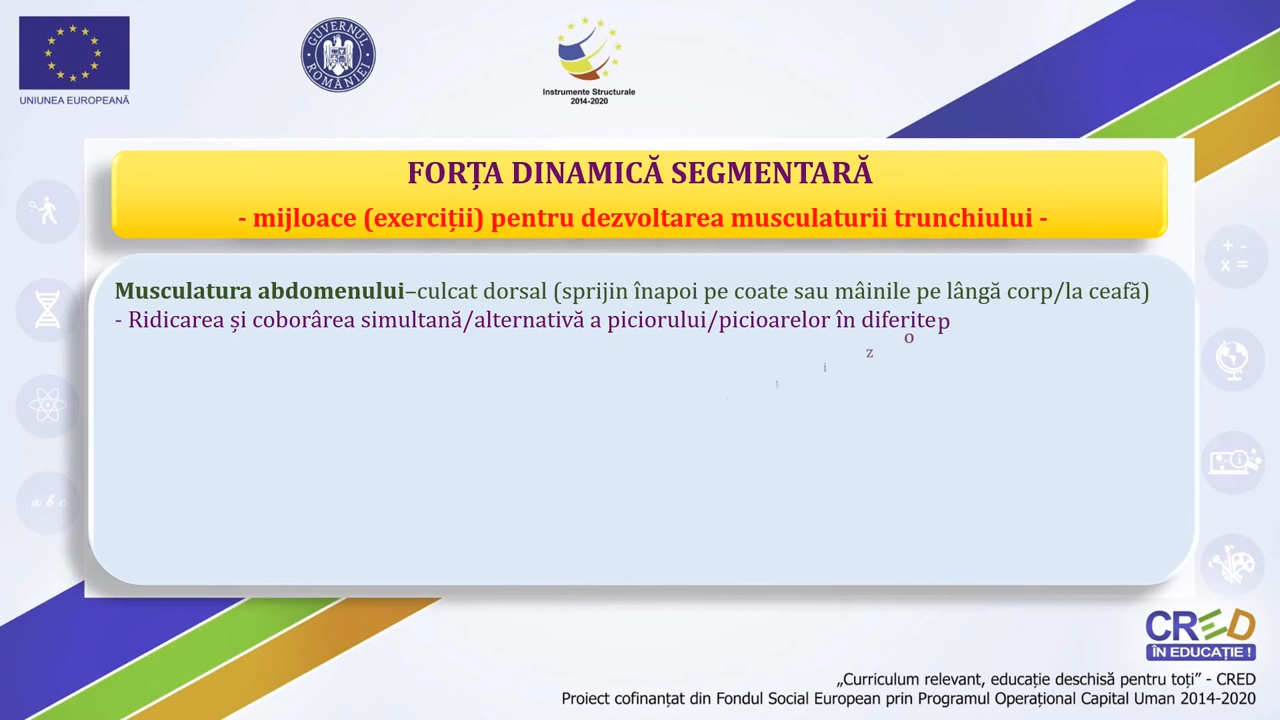 UNIUNEA EUROPEANĂ
GUVERNUL ROMÂNIEI
Instrumente Structurale
2014-2020
FORȚA DINAMICĂ SEGMENTARĂ
- mijloace (exerciții) pentru dezvoltarea musculaturii trunchiului -
Musculatura abdomenului–culcat dorsal (sprijin înapoi pe coate sau mâinile pe lângă corp/la ceafă)
- Ridicarea și coborârea simultană/alternativă a piciorului/picioarelor în diferite p o z i
+ -
x =
a b c
CRED
ÎN EDUCAȚIE !
„Curriculum relevant, educație deschisă pentru toți” - CRED
Proiect cofinanțat din Fondul Social European prin Programul Operațional Capital Uman 2014-2020